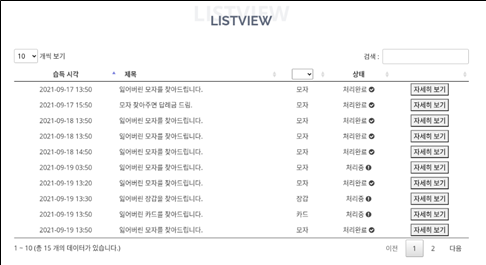 LISTVIEW
LISTVIEW
10 개씩 보기 검색 :
습득 시각 제목 상태
2021-09-17 13:50 잃어버린 모자를 찾아드립니다. 모자 처리완료 자세히 보기
2021-09-17 15:50 모자 찾아주면 답례금 드림. 모자 처리완료 자세히 보기
2021-09-18 13:50 잃어버린 모자를 찾아드립니다. 모자 처리완료 자세히 보기
2021-09-18 13:50 잃어버린 모자를 찾아드립니다. 모자 처리완료 자세히 보기
2021-09-18 14:50 잃어버린 모자를 찾아드립니다. 모자 처리완료 자세히 보기
2021-09-19 03:50 잃어버린 모자를 찾아드립니다. 모자 처리중 자세히 보기
2021-09-19 13:20 잃어버린 모자를 찾아드립니다. 모자 처리완료 자세히 보기
2021-09-19 13:30 잃어버린 장갑을 찾아드립니다. 장갑 처리중 자세히 보기
2021-09-19 13:50 잃어버린 카드를 찾아드립니다. 카드 처리중 자세히 보기
2021-09-19 13:50 잃어버린 모자를 찾아드립니다. 모자 처리완료 자세히 보기
1 ~ 10 (총 15 개의 데이터가 있습니다.) 이전 1 2 다음